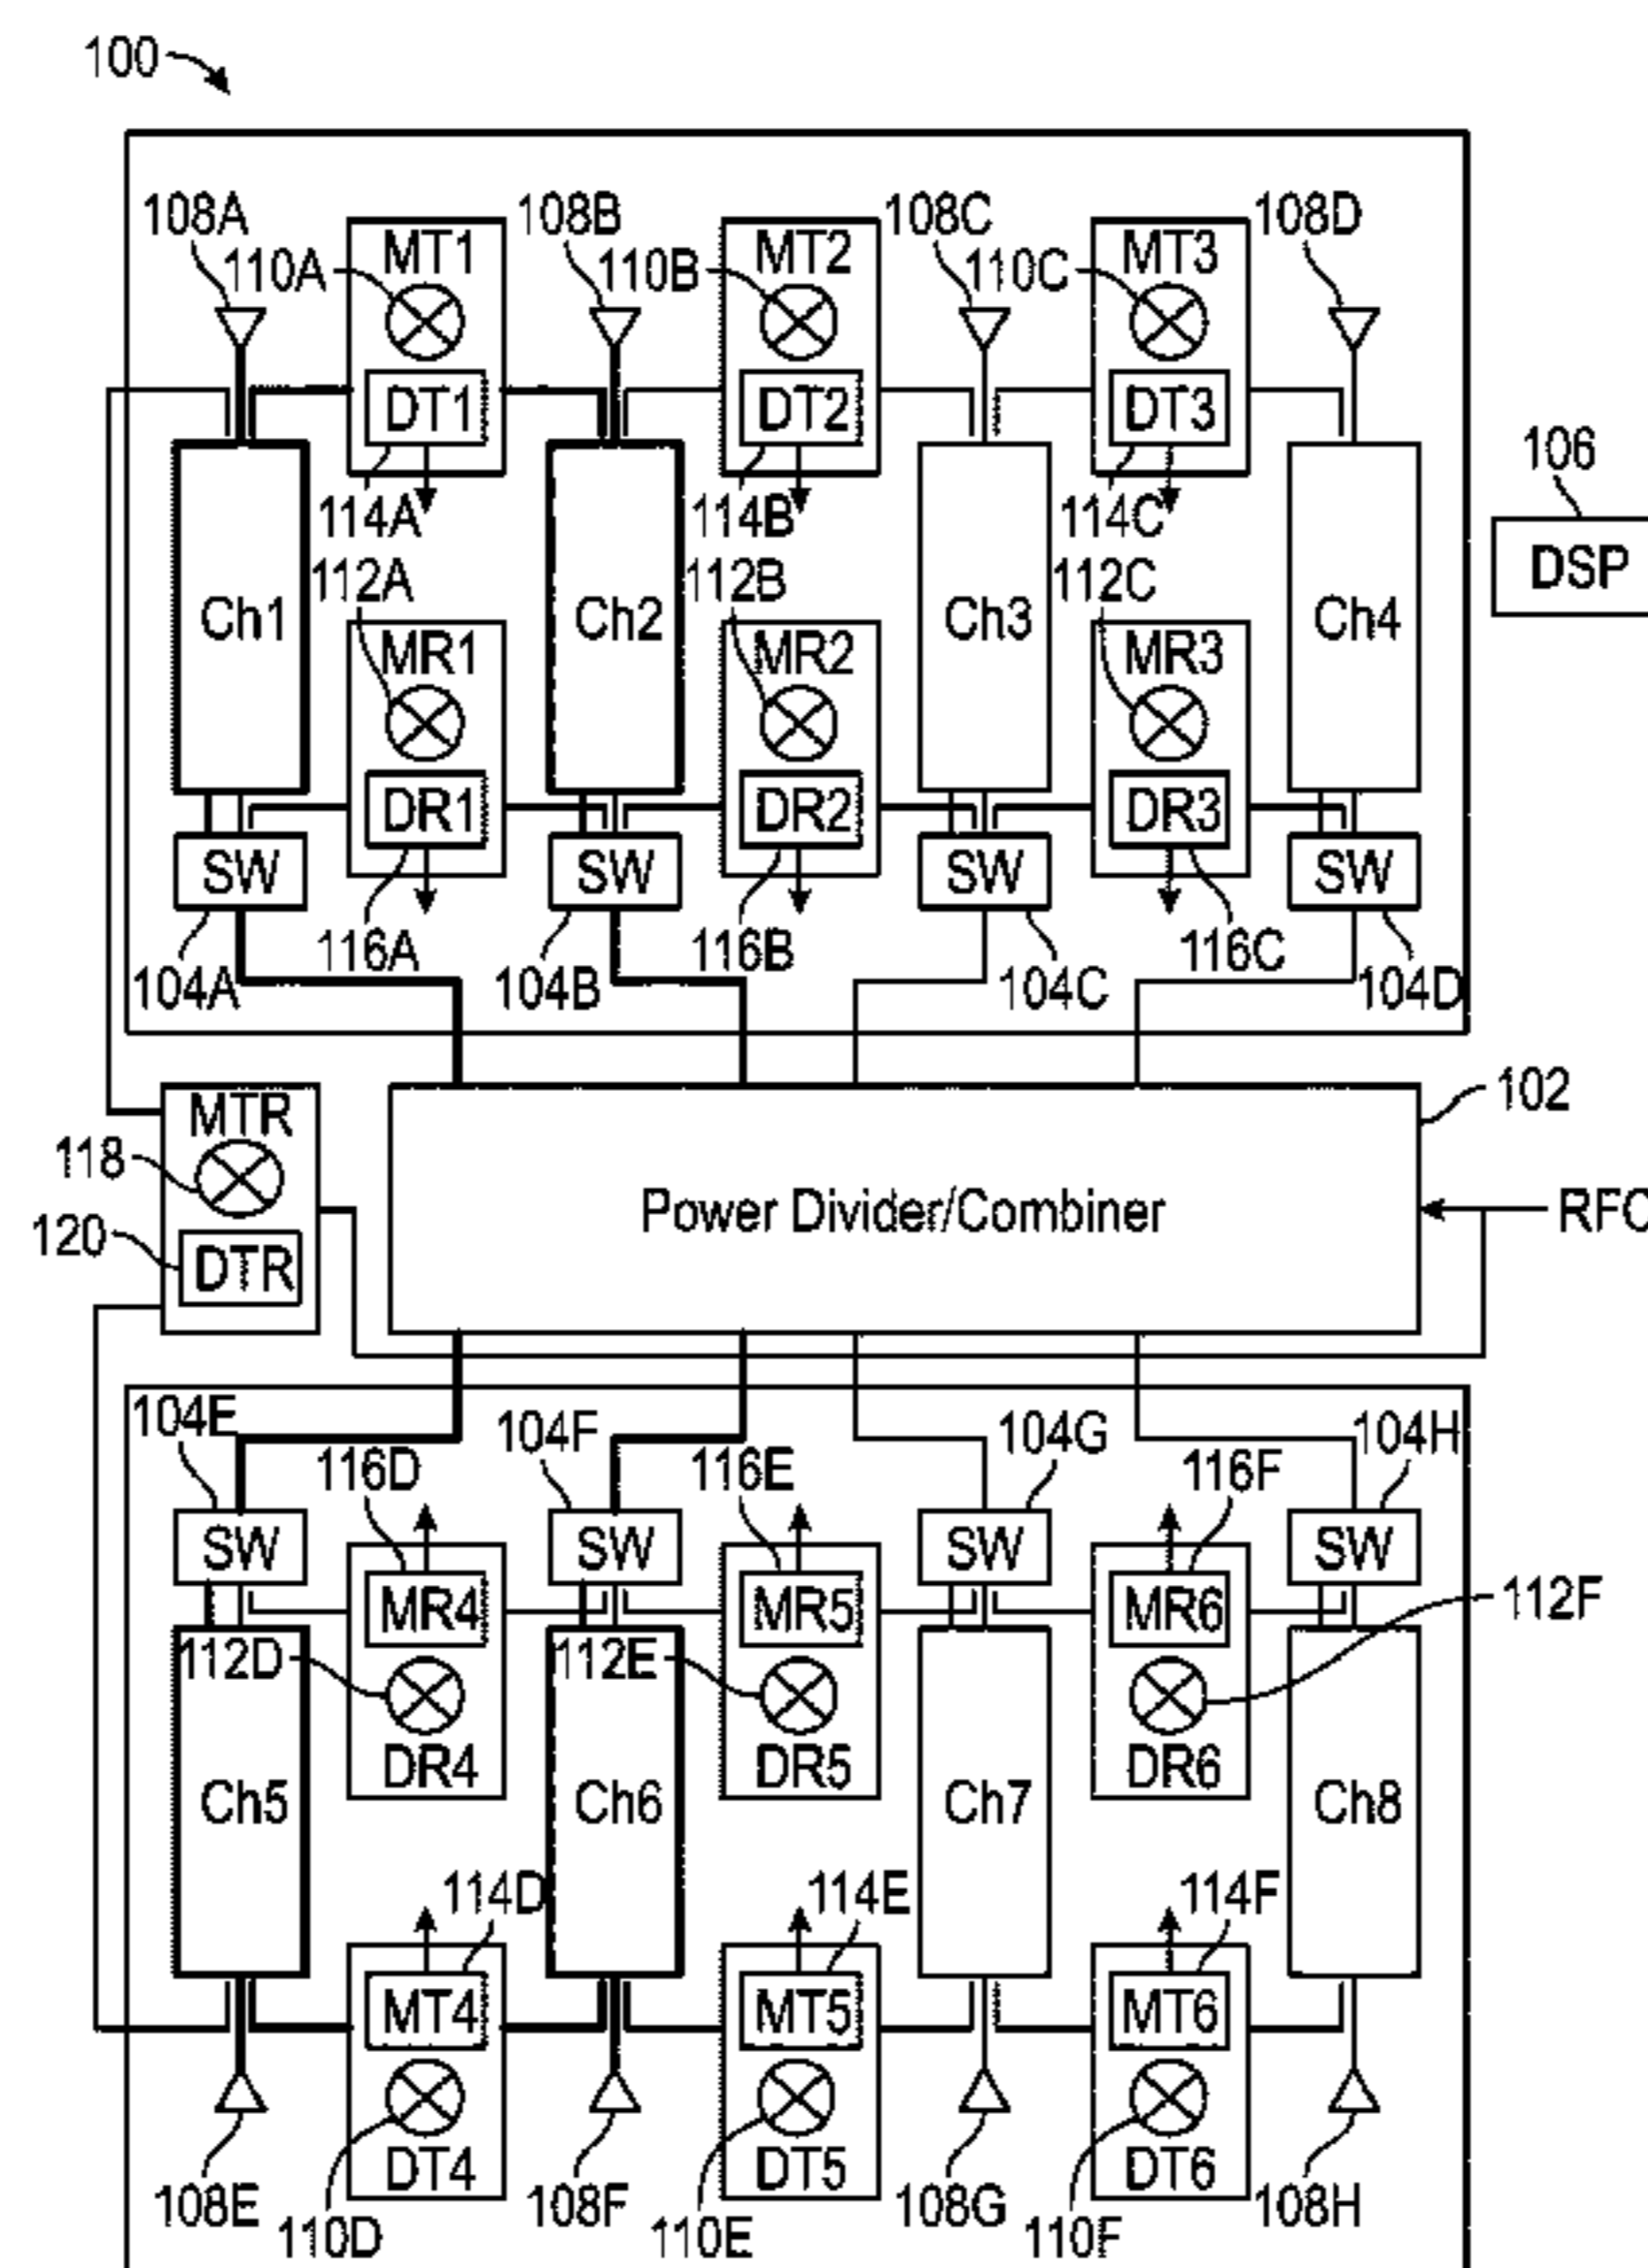 100
108A 108B 108C 108D
110A MT1 110B MT2 110C MT3
DT1 DT2 DT3
106
114A 114B 114C
DSP
112A 112B 112C
Ch1 Ch2 Ch3 Ch4
MR1 MR2 MR3
DR1 DR2 DR3
SW SW SW SW
116A 116B 116C
104A 104B 104C 104D
102
MTR
118
Power Divider/Combiner RFC
120
DTR
104E 104F 104G 104H
116D 116E 116F
SW SW SW SW
MR4 MR5 MR6 112F
112D 112E
DR4 DR5 DR6
Ch5 Ch6 Ch7 Ch8
114D 114E 114F
MT4 MT5 MT6
DT4 DT5 DT6
108E 108F 108G 108H
110D 110E 110F